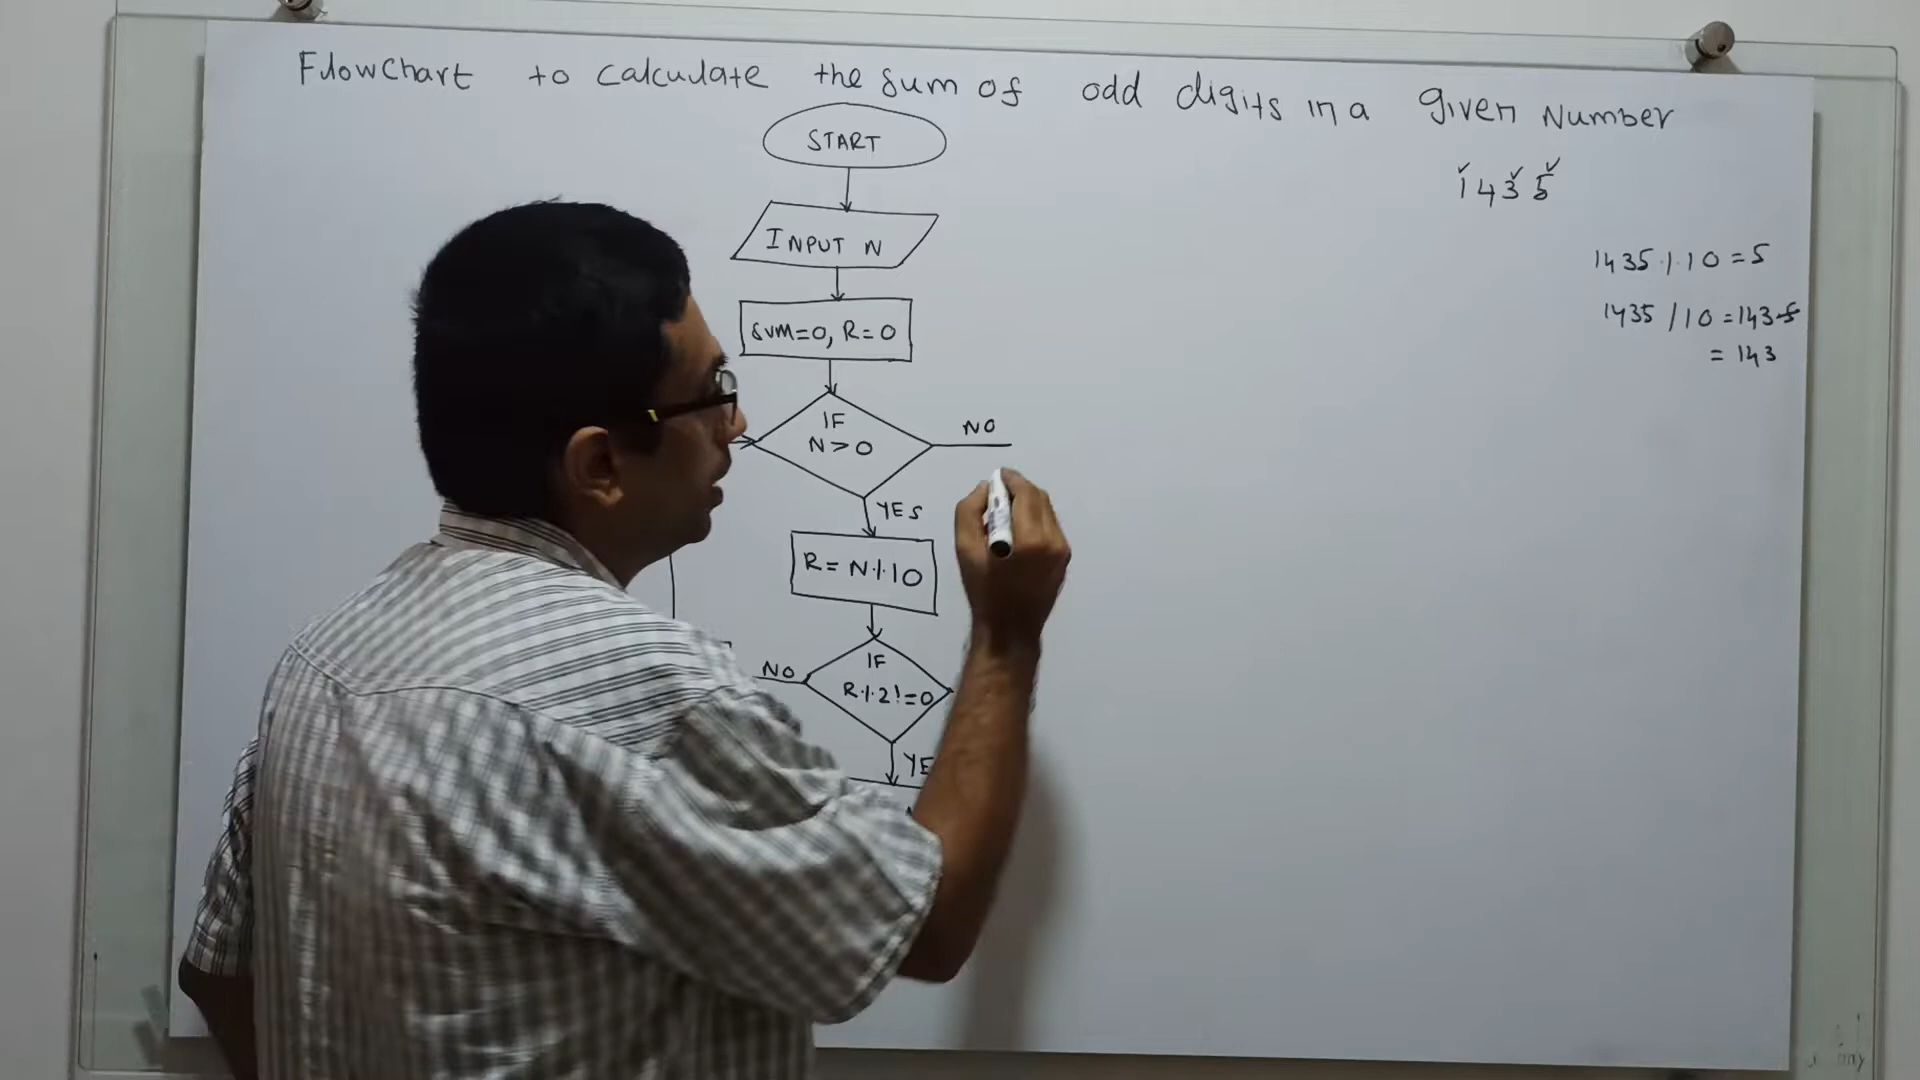 FlowChart to calculate the sum of odd digits in a given Number
START
1435
INPUT N
1435 % 10 = 5
SUM=0, R=0
1435 / 10 = 143.5
= 143
IF
N>0
NO
YES
R=N%10
IF
R%2!=0
NO